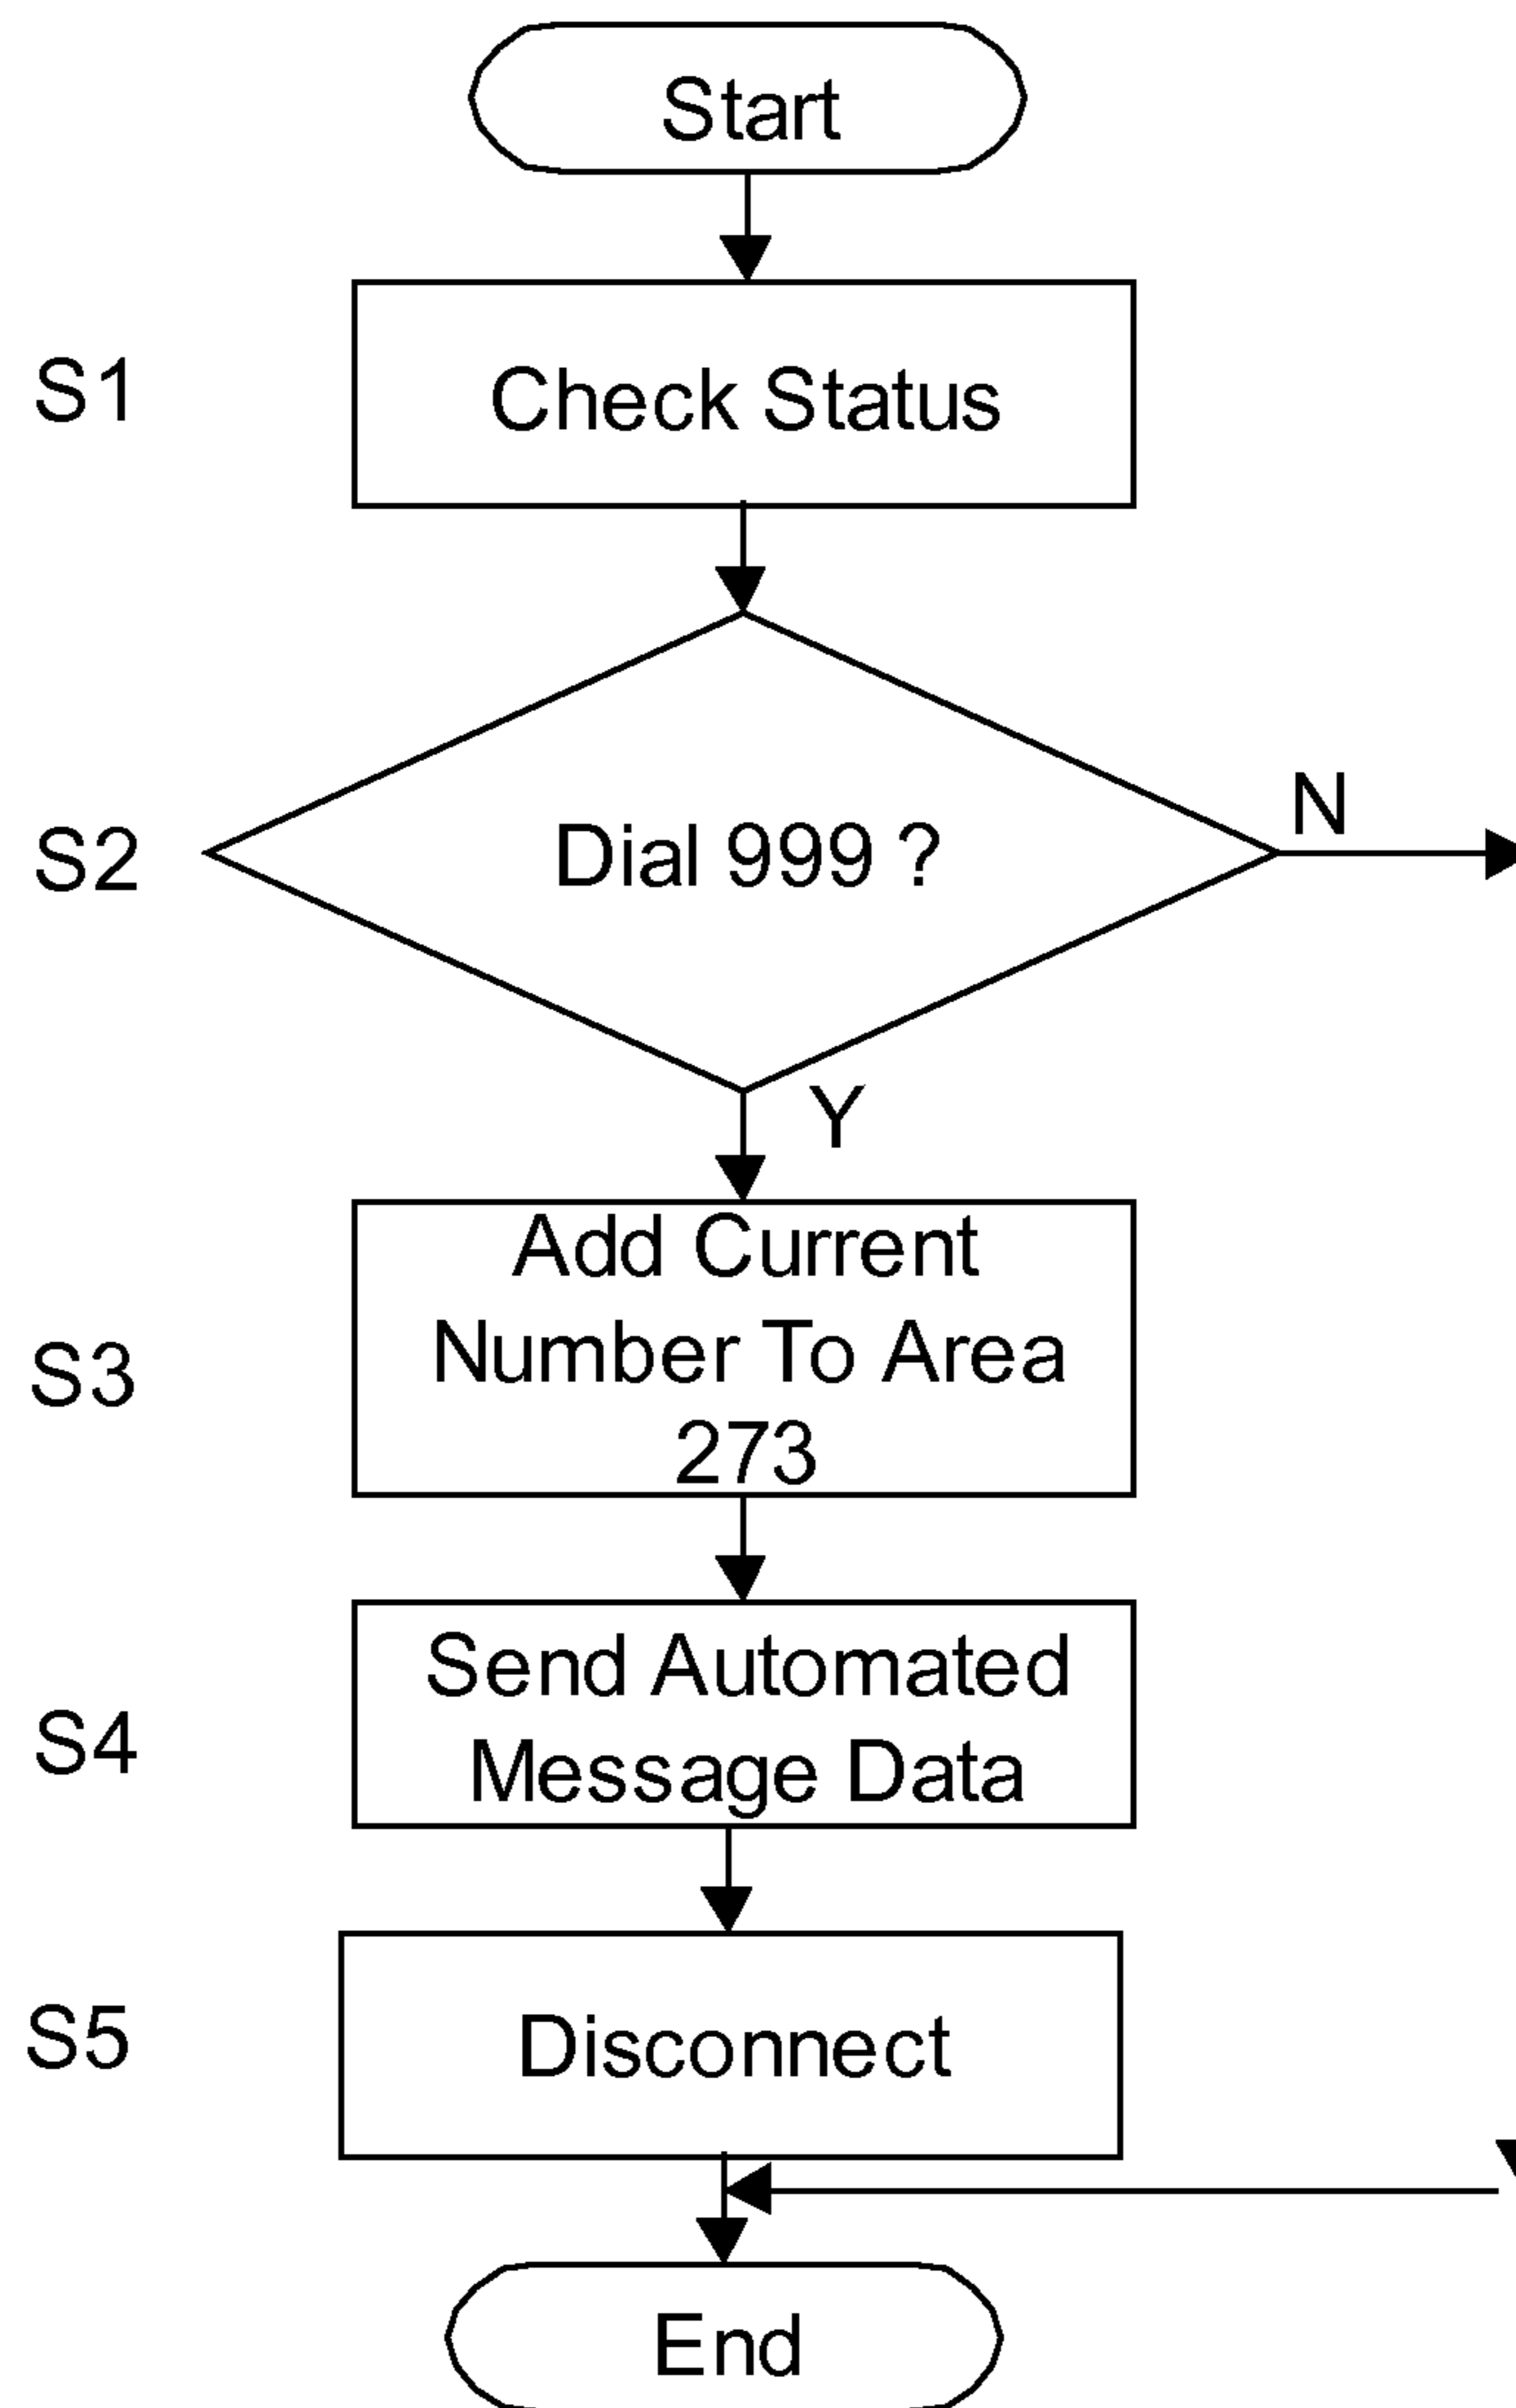 Start
S1
Check Status
S2
Dial 999 ?
N
Y
S3
Add Current
Number To Area
273
S4
Send Automated
Message Data
S5
Disconnect
End